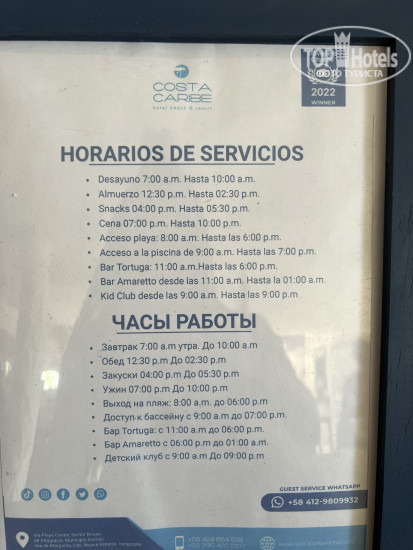 TOPHotels
ФОТО ТУРИСТА
2022
WINNER
COSTA
CARIBE
hotel beach & resort
HORARIOS DE SERVICIOS
• Desayuno 7:00 a.m. Hasta 10:00 a.m.
• Almuerzo 12:30 p.m. Hasta 02:30 p.m.
• Snacks 04:00 p.m. Hasta 05:30 p.m.
• Cena 07:00 p.m. Hasta 10:00 p.m.
• Acceso playa: 8:00 a.m. Hasta las 6:00 p.m.
• Acceso a la piscina de 9:00 a.m. Hasta las 7:00 p.m.
• Bar Tortuga: 11:00 a.m.Hasta las 6:00 p.m.
• Bar Amaretto desde las 11:00 a.m. Hasta la 01:00 a.m.
• Kid Club desde las 9:00 a.m. Hasta las 9:00 p.m
ЧАСЫ РАБОТЫ
• Завтрак 7:00 a.m утра. До 10:00 a.m
• Обед 12:30 p.m До 02:30 p.m
• Закуски 04:00 p.m До 05:30 p.m
• Ужин 07:00 p.m До 10:00 p.m
• Выход на пляж: 8:00 a.m. до 06:00 p.m
• Доступ к бассейну с 9:00 a.m до 07:00 p.m.
• Бар Tortuga: с 11:00 a.m до 06:00 p.m.
• Бар Amaretto с 06:00 p.m до 01:00 a.m.
• Детский клуб с 9:00 a.m До 09:00 p.m
GUEST SERVICE WHATSAPP
+58 412-9809932